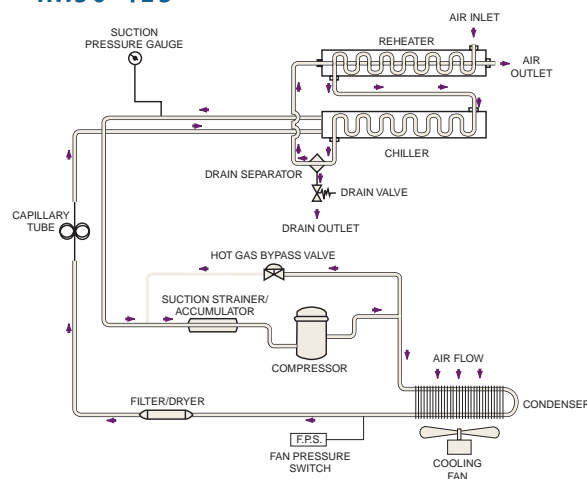 SUCTION
PRESSURE GAUGE
AIR INLET
REHEATER
AIR
OUTLET
CHILLER
DRAIN SEPARATOR
DRAIN VALVE
DRAIN OUTLET
CAPILLARY
TUBE
HOT GAS BYPASS VALVE
SUCTION STRAINER/
ACCUMULATOR
COMPRESSOR
AIR FLOW
CONDENSER
FILTER/DRYER
F.P.S.
FAN PRESSURE
SWITCH
COOLING
FAN